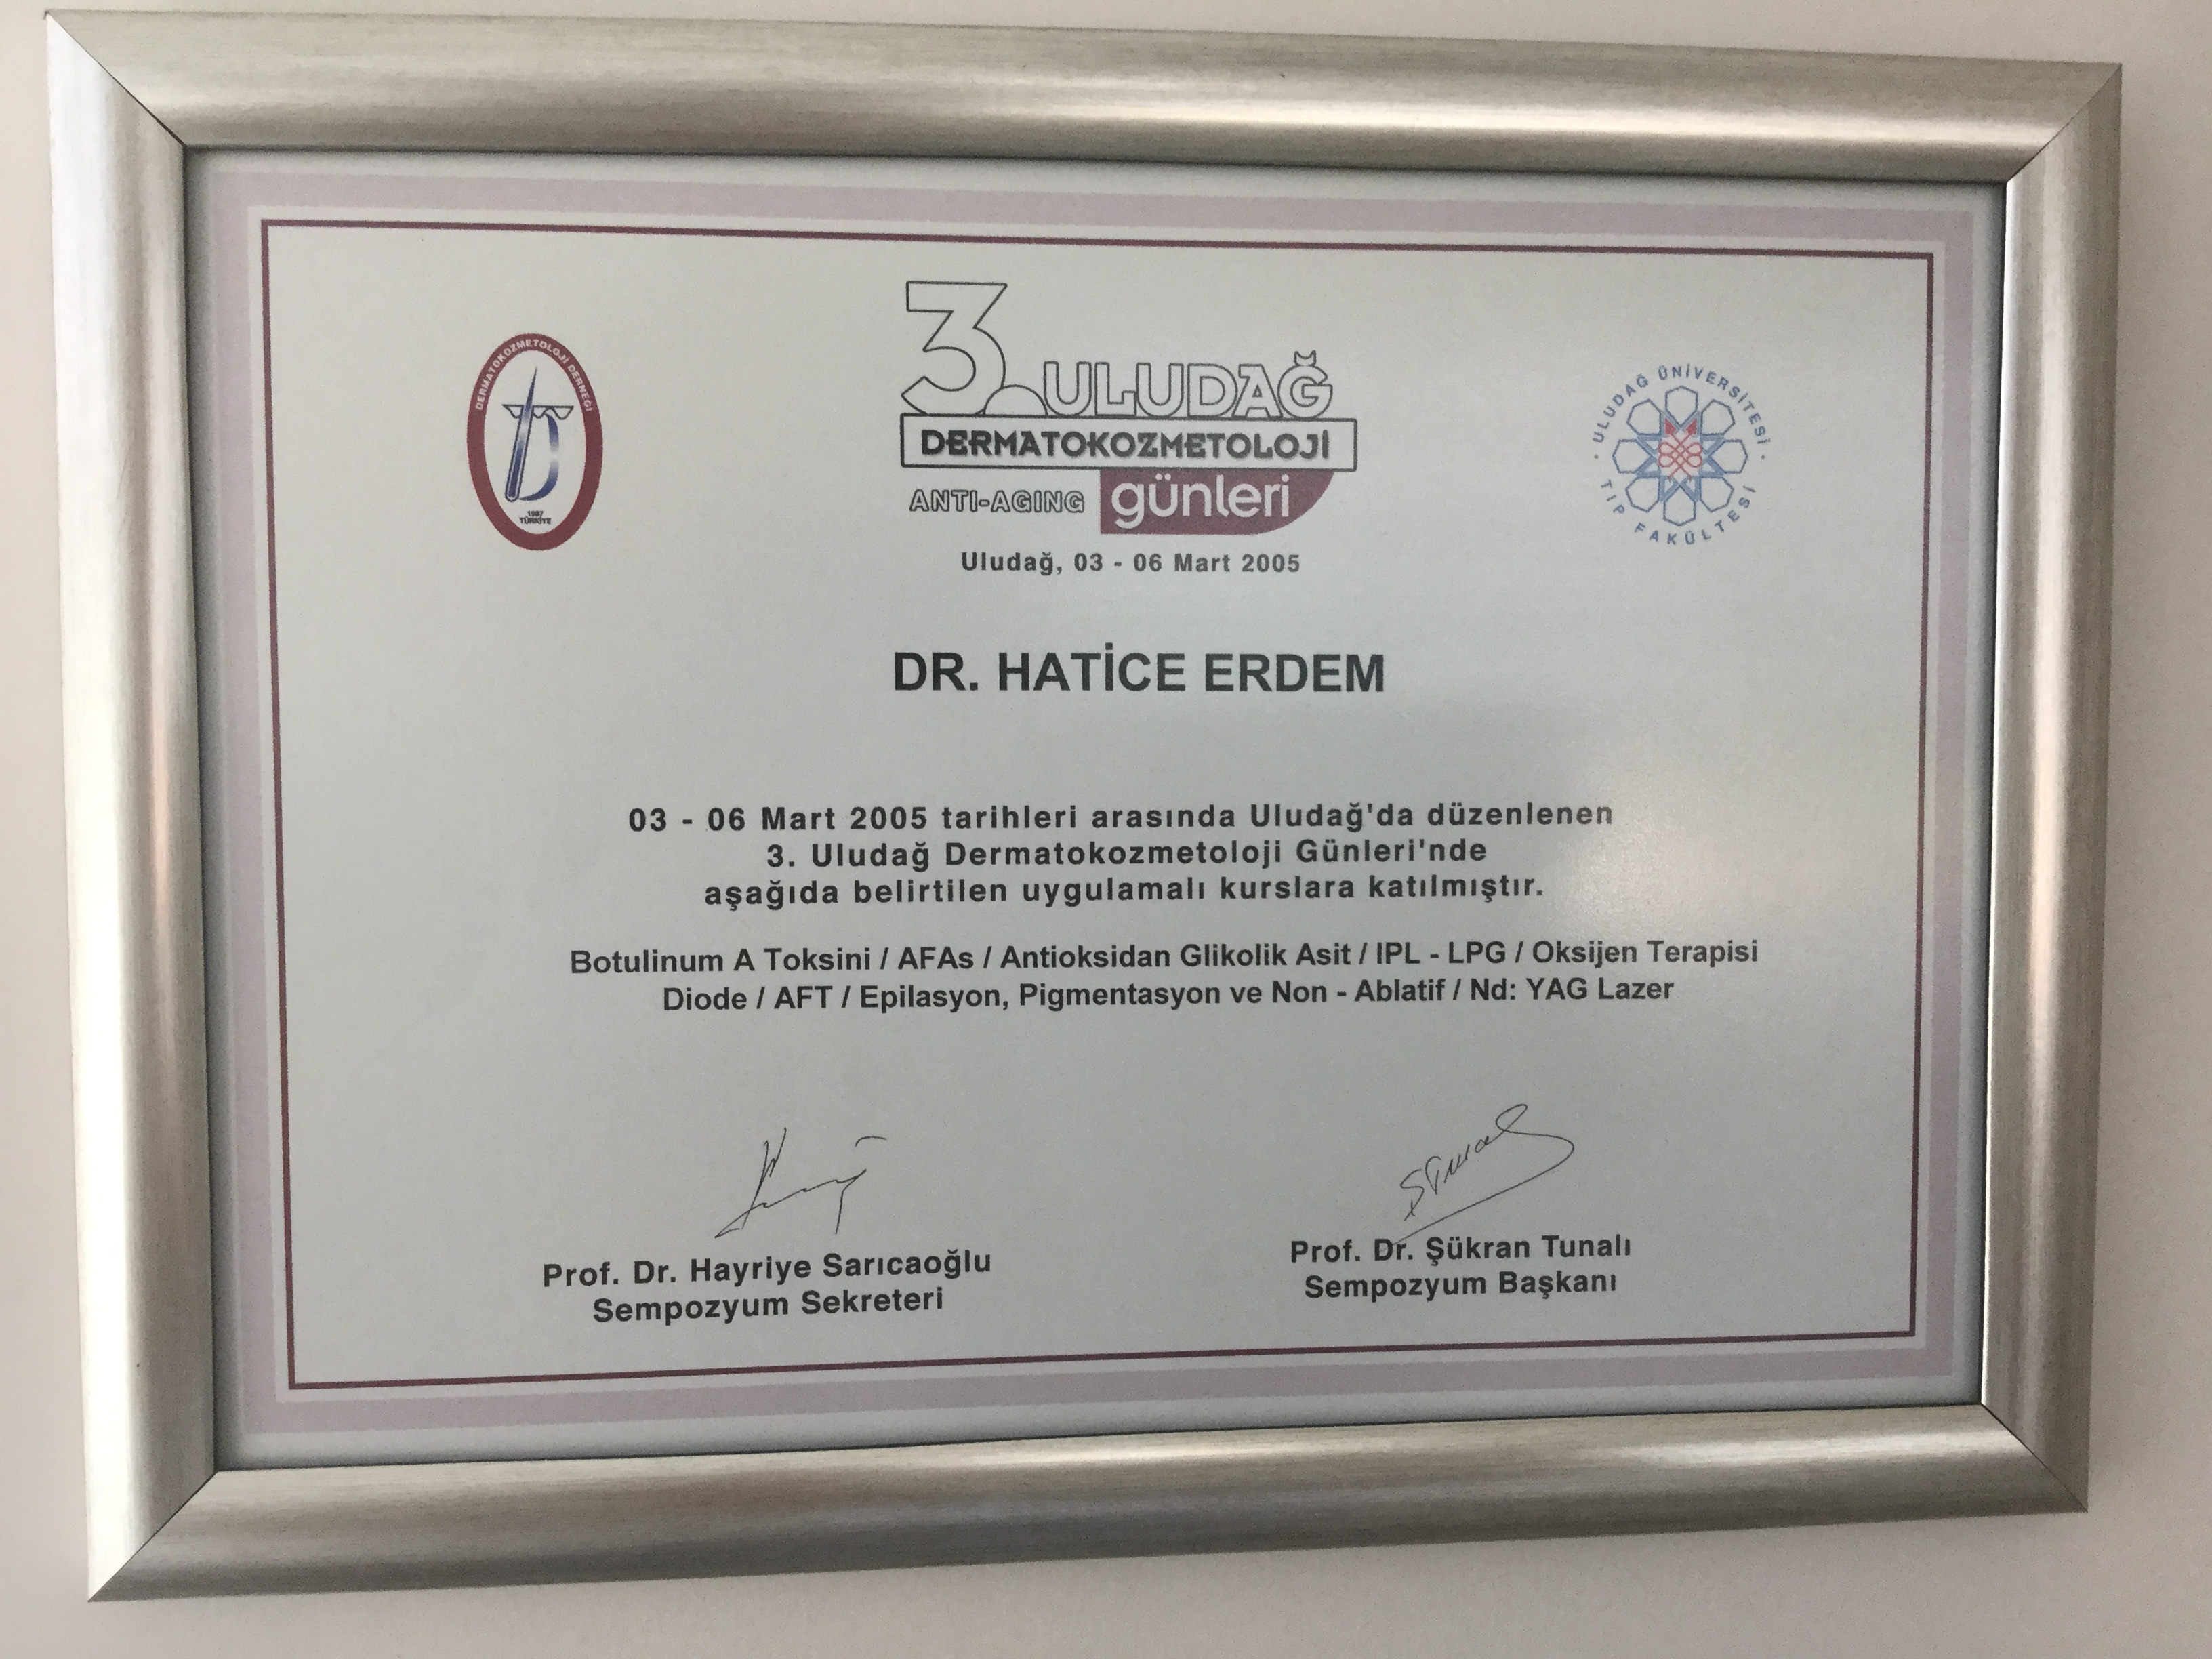 DERMATOKOZMETOLOJİ DERNEĞİ
1997
TÜRKİYE
3.ULUDAĞ
DERMATOKOZMETOLOJİ
ANTI-AGING günleri
Uludağ, 03 - 06 Mart 2005
· ULUDAĞ ÜNİVERSİTESİ ·
TIP FAKÜLTESİ
DR. HATİCE ERDEM
03 - 06 Mart 2005 tarihleri arasında Uludağ'da düzenlenen
3. Uludağ Dermatokozmetoloji Günleri'nde
aşağıda belirtilen uygulamalı kurslara katılmıştır.
Botulinum A Toksini / AFAs / Antioksidan Glikolik Asit / IPL - LPG / Oksijen Terapisi
Diode / AFT / Epilasyon, Pigmentasyon ve Non - Ablatif / Nd: YAG Lazer
Prof. Dr. Hayriye Sarıcaoğlu
Sempozyum Sekreteri
Prof. Dr. Şükran Tunalı
Sempozyum Başkanı